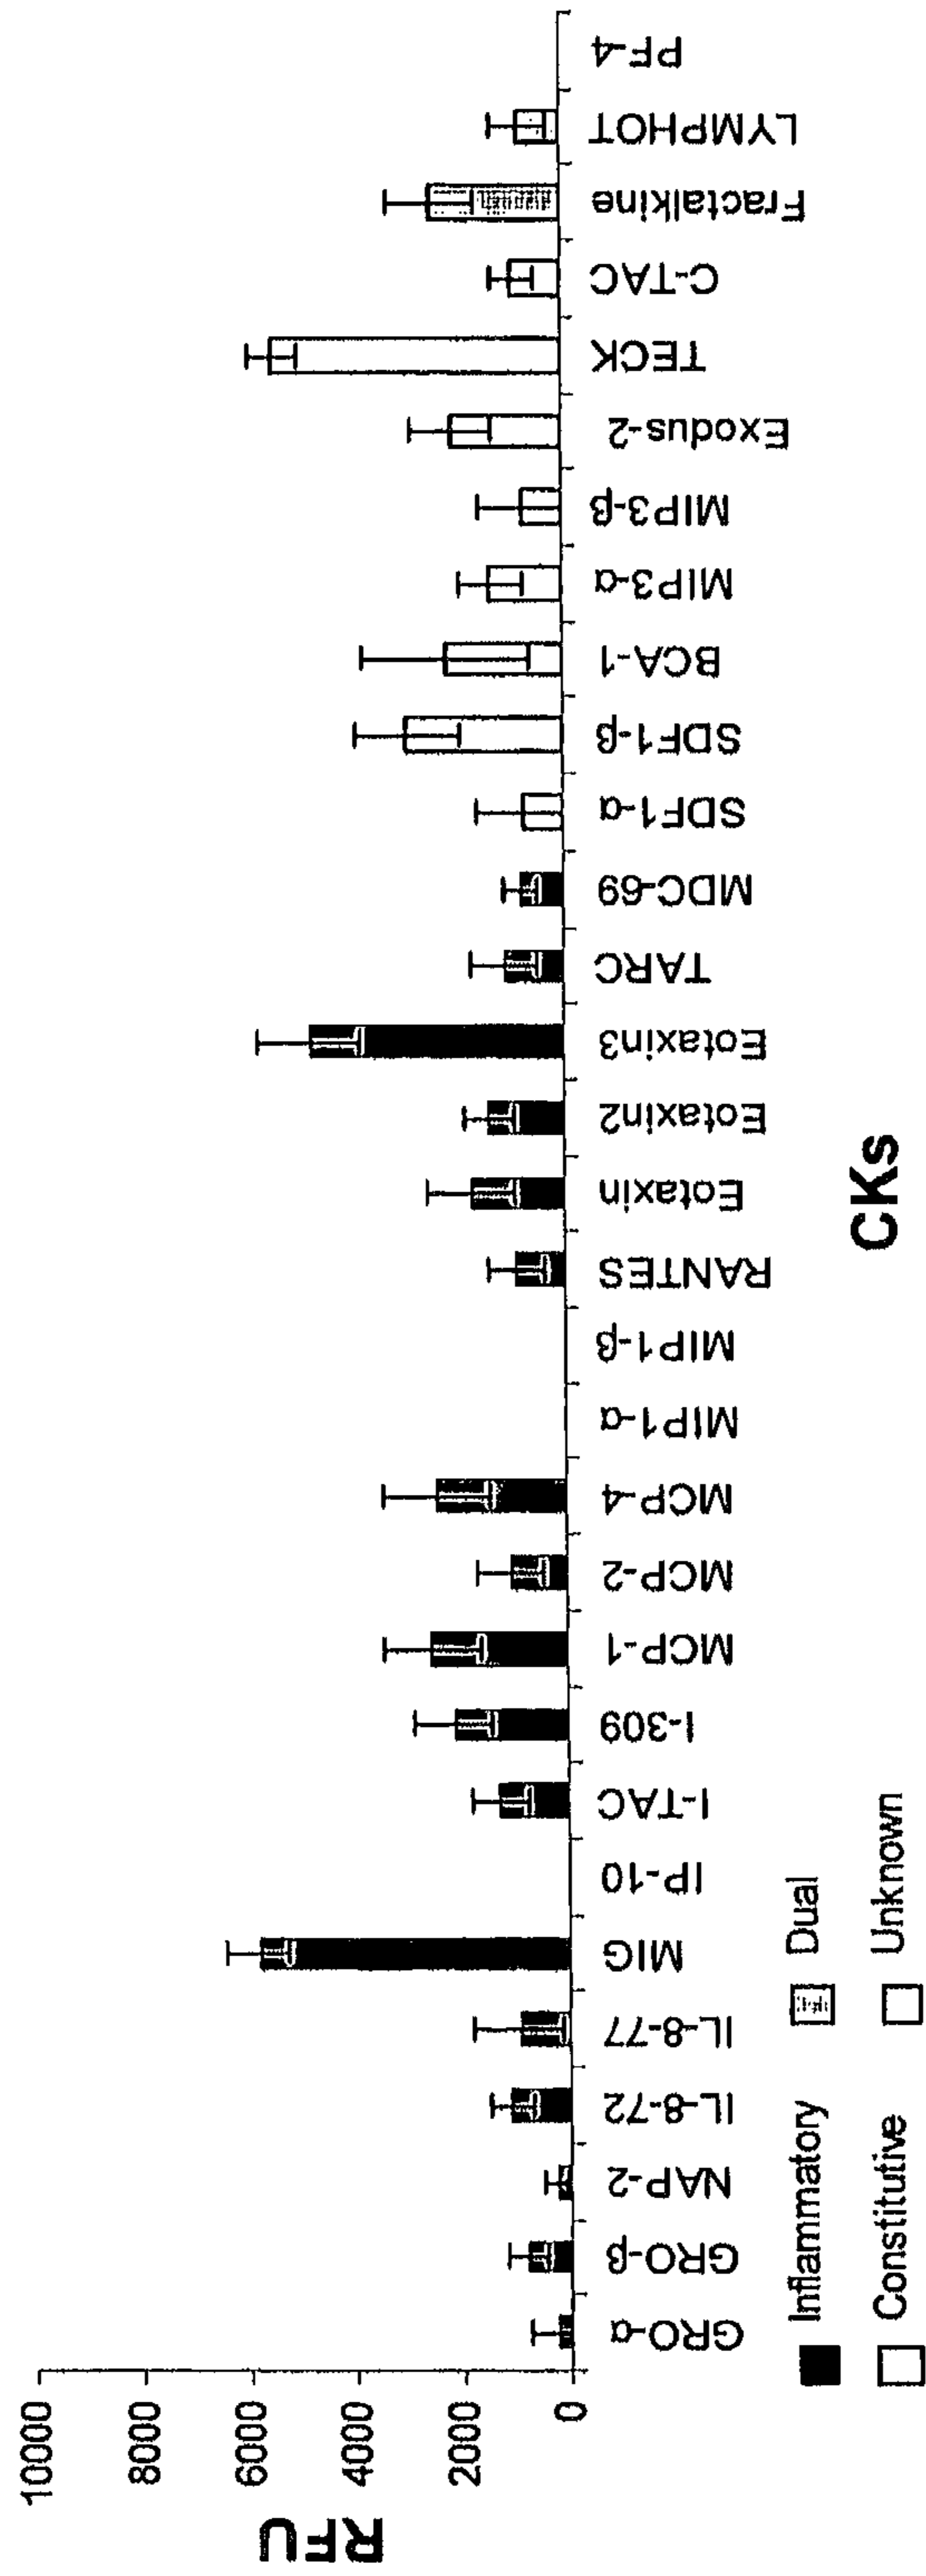 RFU
10000
8000
6000
4000
2000
0
GRO-α
GRO-β
NAP-2
IL-8-72
IL-8-77
MIG
IP-10
I-TAC
I-309
MCP-1
MCP-2
MCP-4
MIP1-α
MIP1-β
RANTES
Eotaxin
Eotaxin2
Eotaxin3
TARC
MDC-69
SDF1-α
SDF1-β
BCA-1
MIP3-α
MIP3-β
Exodus-2
TECK
C-TAC
Fractalkine
LYMPHOT
PF-4
CKs
Inflammatory
Dual
Constitutive
Unknown